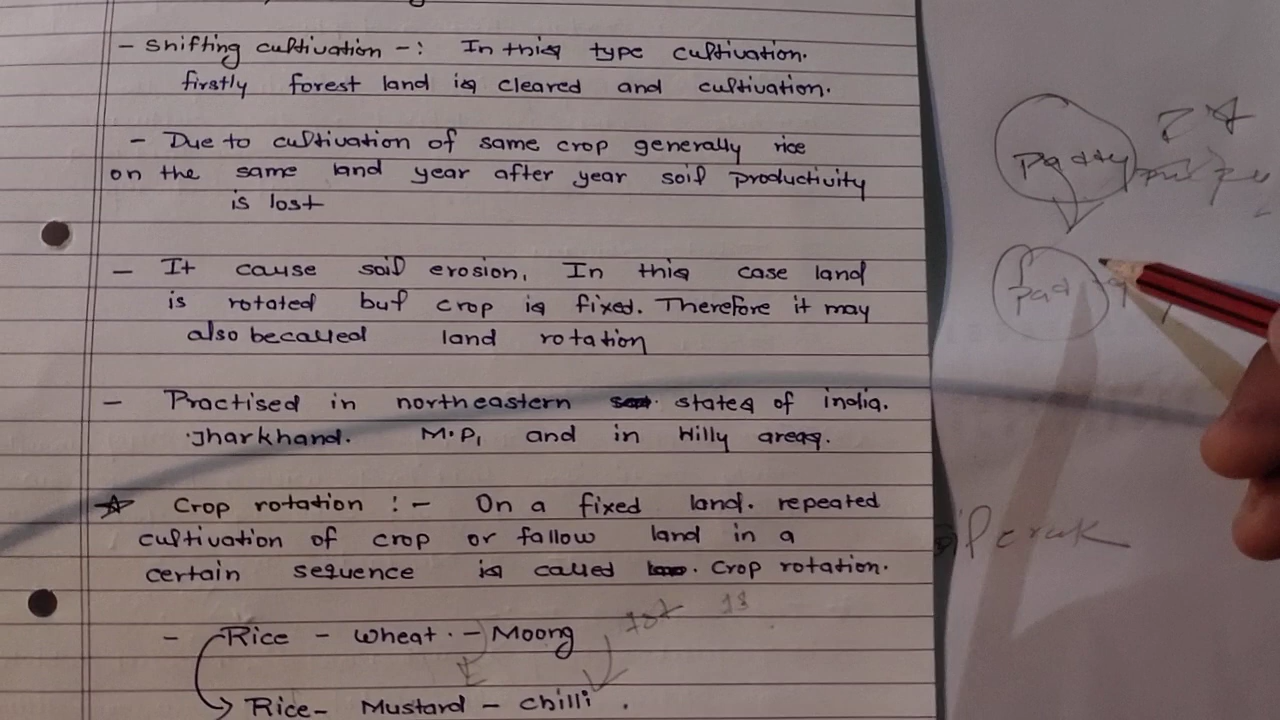 - Shifting cultivation -: In this type cultivation.
firstly forest land is cleared and cultivation.
- Due to cultivation of same crop generally rice
on the same land year after year soil productivity
is lost
- It cause soil erosion, In this case land
is rotated but crop is fixed. Therefore it may
also becalled land rotation
- Practised in northeastern states of india.
Jharkhand. M.P, and in Hilly areas.
☆ Crop rotation :- On a fixed land. repeated
cultivation of crop or fallow land in a
certain sequence is called Crop rotation.
- Rice - Wheat - Moong
Rice - Mustard - Chilli .
paddy